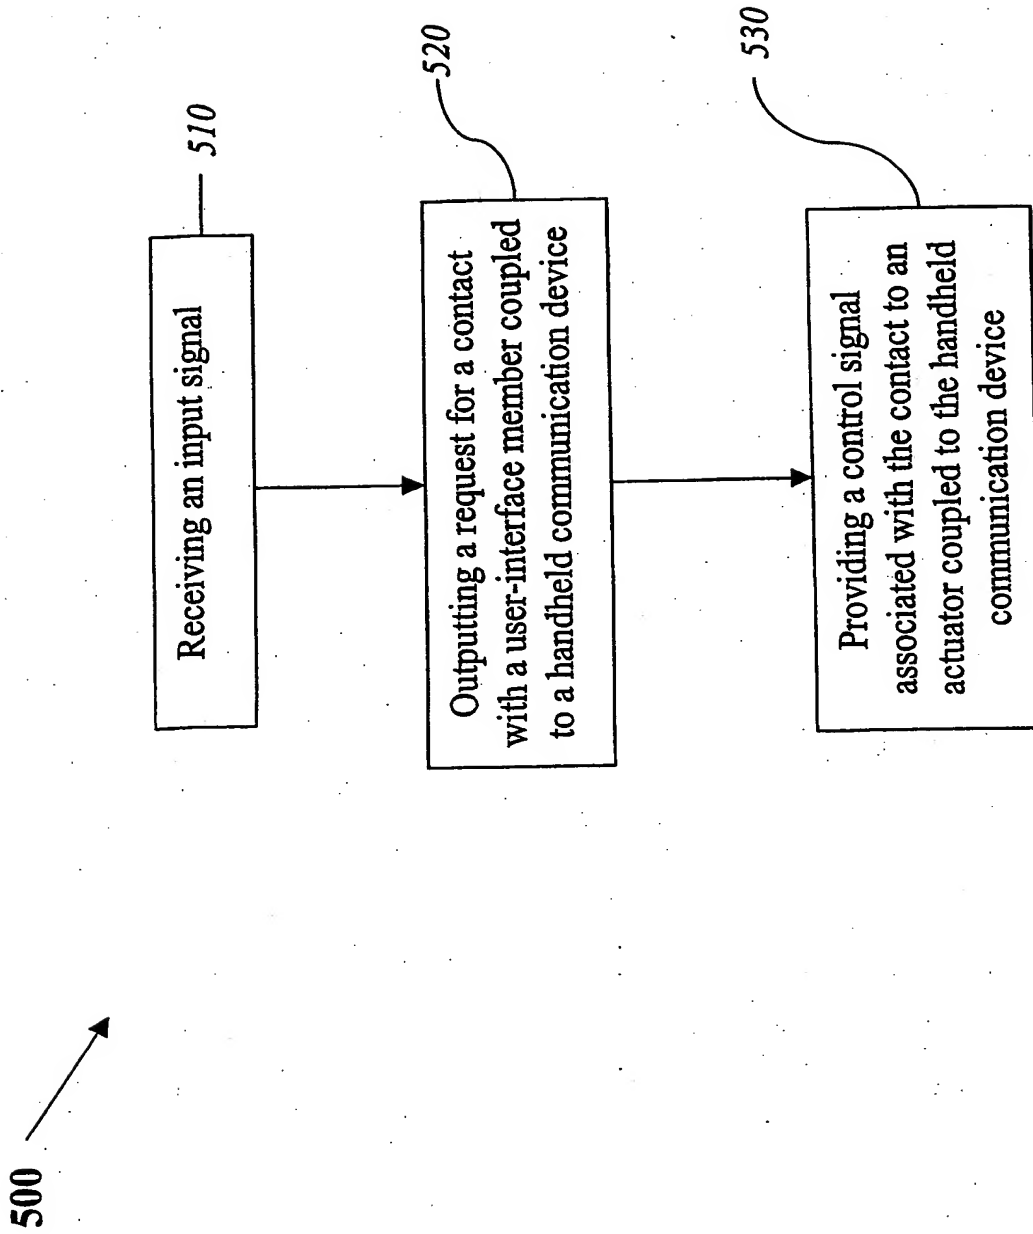 500
Receiving an input signal
510
Outputting a request for a contact
with a user-interface member coupled
to a handheld communication device
520
Providing a control signal
associated with the contact to an
actuator coupled to the handheld
communication device
530